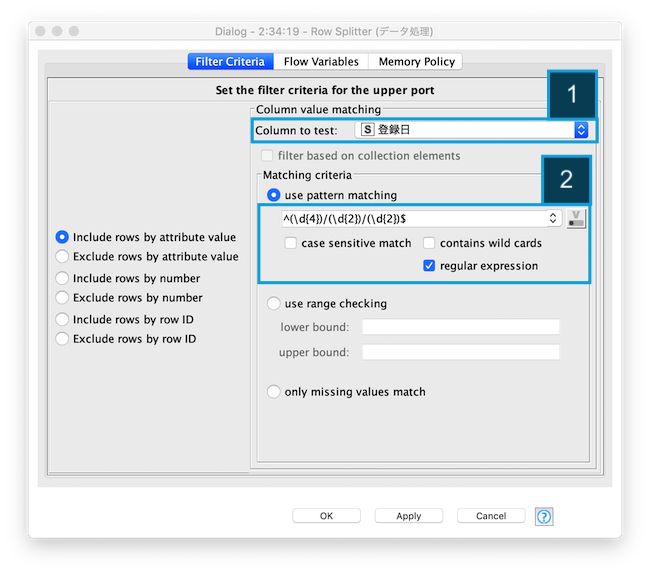 Dialog - 2:34:19 - Row Splitter (データ処理)
Filter Criteria Flow Variables Memory Policy
Set the filter criteria for the upper port
1
Column value matching
Column to test: S 登録日
filter based on collection elements
2
Matching criteria
use pattern matching
^(\d{4})/(\d{2})/(\d{2})$
V
case sensitive match contains wild cards
regular expression
Include rows by attribute value
Exclude rows by attribute value
Include rows by number
Exclude rows by number
Include rows by row ID
Exclude rows by row ID
use range checking
lower bound:
upper bound:
only missing values match
OK Apply Cancel ?